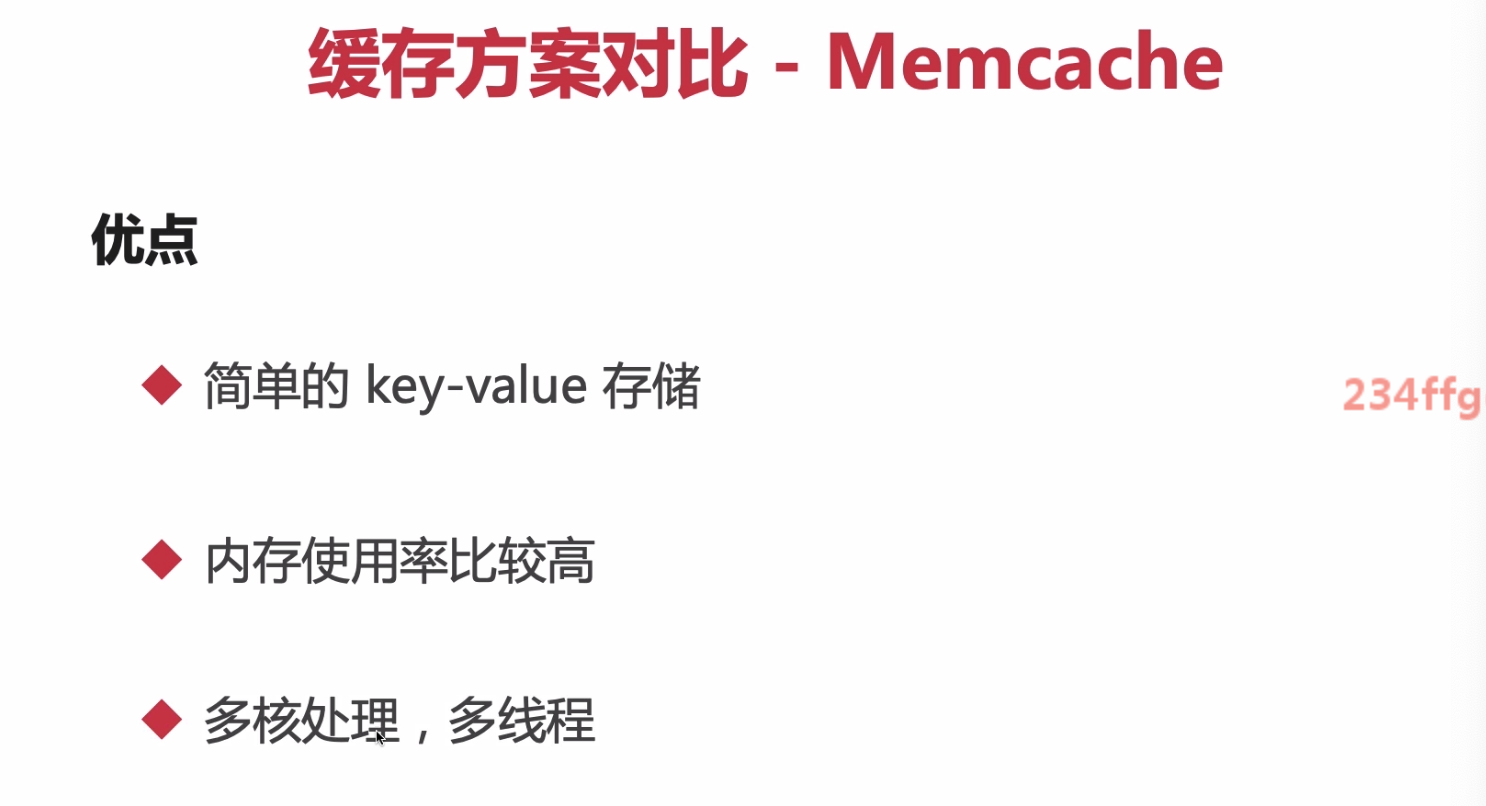 缓存方案对比 - Memcache
优点
简单的 key-value 存储
234ffg
内存使用率比较高
多核处理，多线程